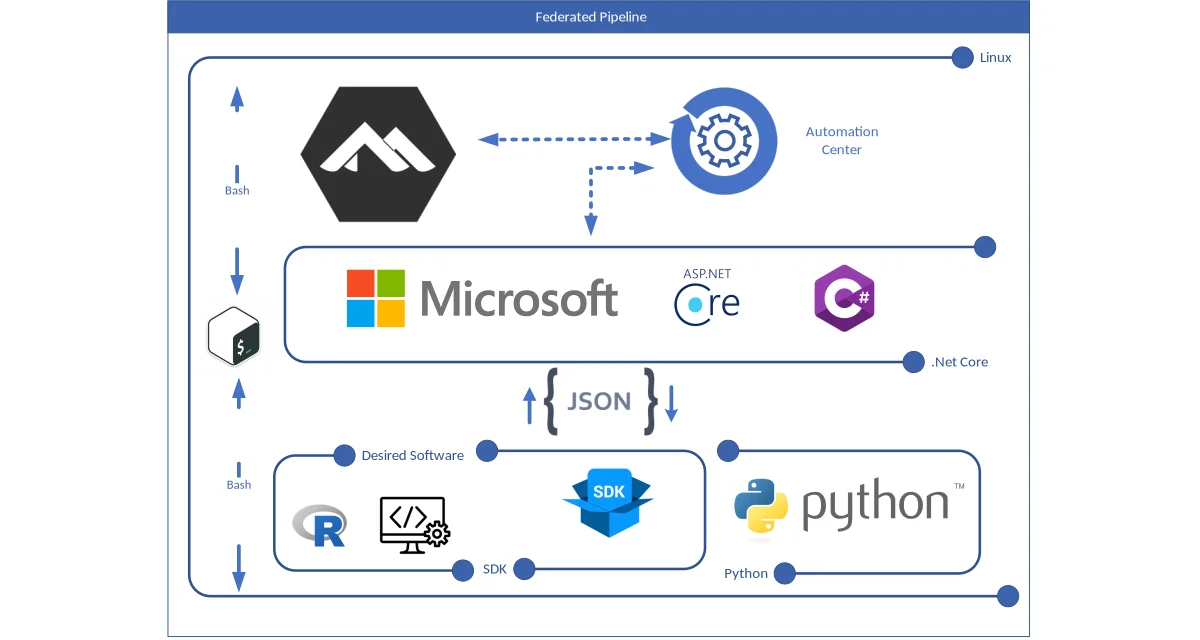 Federated Pipeline
Linux
Automation
Center
Bash
Microsoft
ASP.NET
Core
C#
$
.Net Core
{ JSON }
Bash
Desired Software
R
</>
SDK
python™
SDK
Python